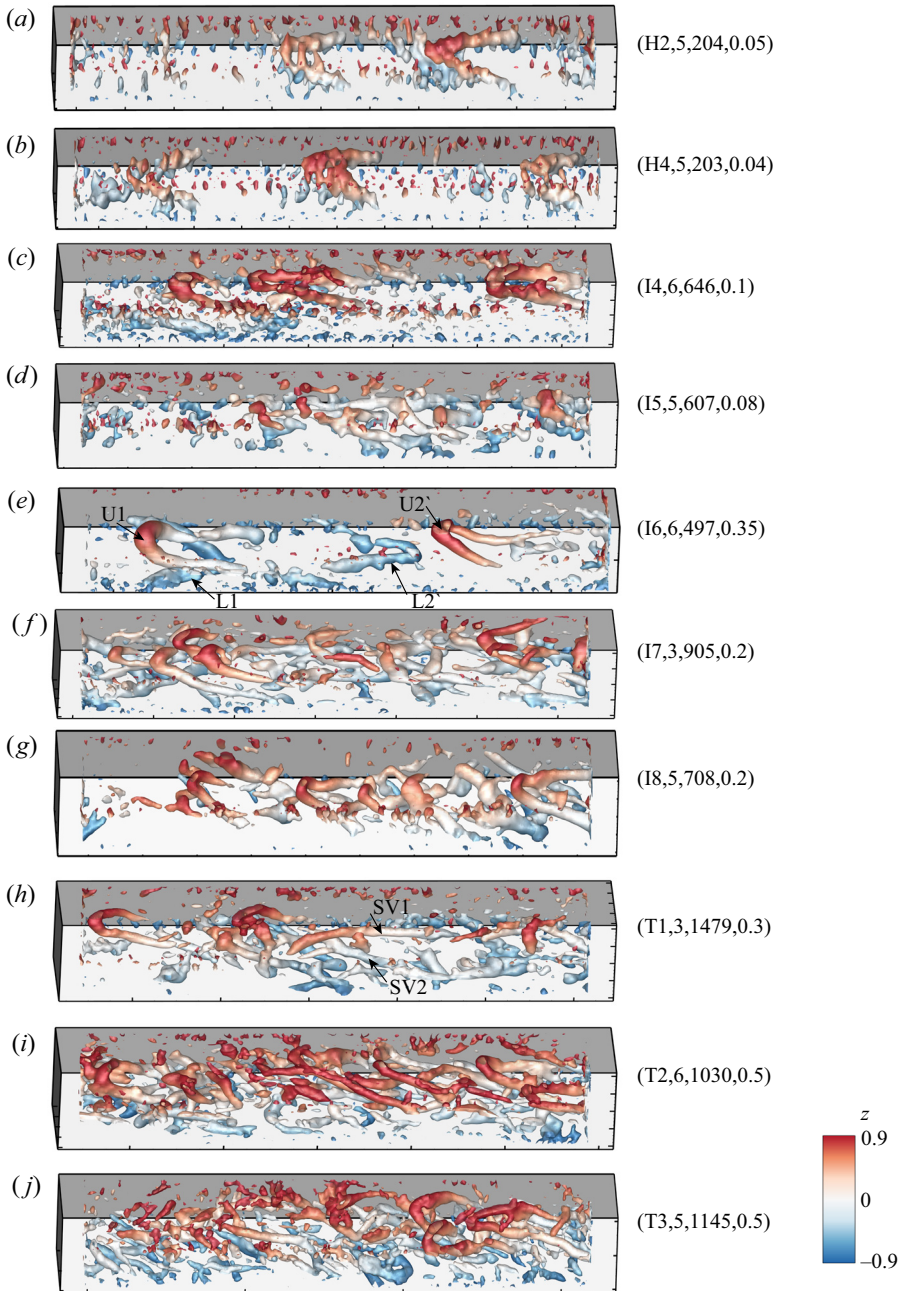 (a)
(H2,5,204,0.05)
(b)
(H4,5,203,0.04)
(c)
(I4,6,646,0.1)
(d)
(I5,5,607,0.08)
(e)
U1
U2`
(I6,6,497,0.35)
L1
L2`
(f)
(I7,3,905,0.2)
(g)
(I8,5,708,0.2)
(h)
SV1
(T1,3,1479,0.3)
SV2
(i)
(T2,6,1030,0.5)
z
0.9
(j)
(T3,5,1145,0.5)
0
–0.9